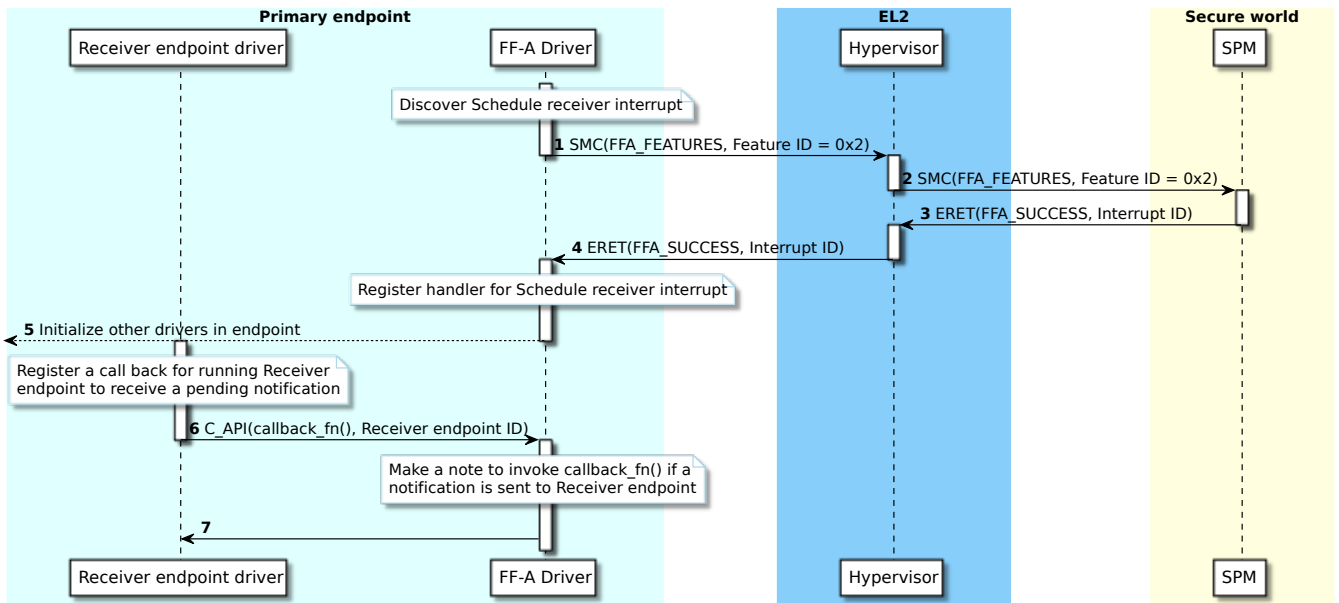 Primary endpoint
EL2
Secure world
Receiver endpoint driver
FF-A Driver
Hypervisor
SPM
Discover Schedule receiver interrupt
1 SMC(FFA_FEATURES, Feature ID = 0x2)
2 SMC(FFA_FEATURES, Feature ID = 0x2)
3 ERET(FFA_SUCCESS, Interrupt ID)
4 ERET(FFA_SUCCESS, Interrupt ID)
Register handler for Schedule receiver interrupt
5 Initialize other drivers in endpoint
Register a call back for running Receiver
endpoint to receive a pending notification
6 C_API(callback_fn(), Receiver endpoint ID)
Make a note to invoke callback_fn() if a
notification is sent to Receiver endpoint
7
Receiver endpoint driver
FF-A Driver
Hypervisor
SPM